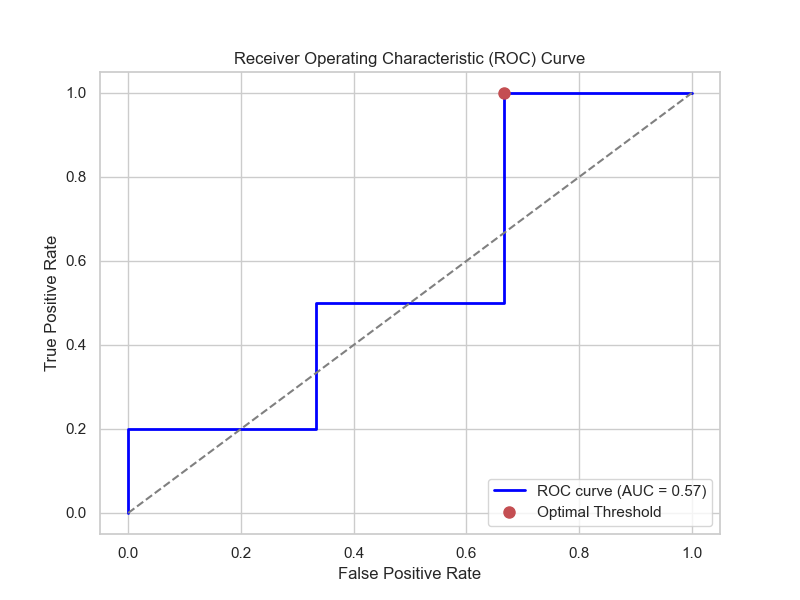 Receiver Operating Characteristic (ROC) Curve
True Positive Rate
1.0
0.8
0.6
0.4
0.2
0.0
0.0 0.2 0.4 0.6 0.8 1.0
False Positive Rate
ROC curve (AUC = 0.57)
Optimal Threshold